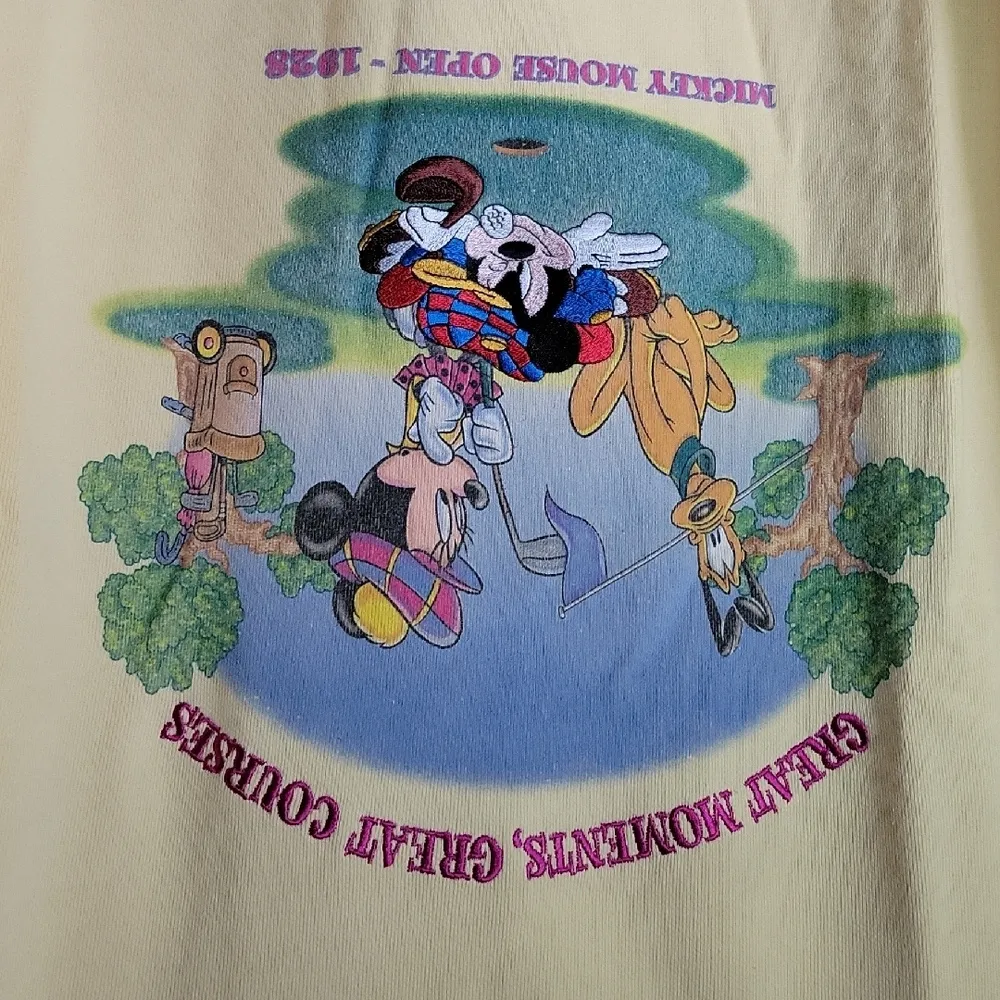 GREAT MOMENTS, GREAT COURSES
MICKEY MOUSE OPEN - 1928